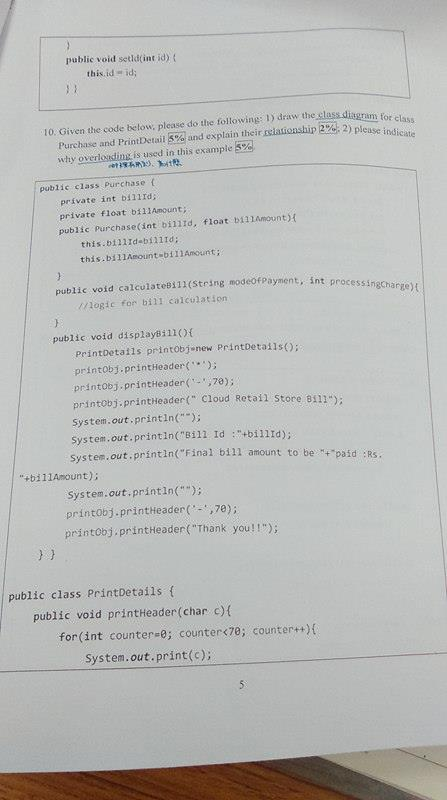 }
public void setId(int id) {
this.id = id;
} }
10. Given the code below, please do the following: 1) draw the class diagram for class
Purchase and PrintDetail 5% and explain their relationship 2%; 2) please indicate
why overloading is used in this example 5%.
public class Purchase {
private int billId;
private float billAmount;
public Purchase(int billId, float billAmount){
this.billId=billId;
this.billAmount=billAmount;
}
public void calculateBill(String modeOfPayment, int processingCharge){
//logic for bill calculation
}
public void displayBill(){
PrintDetails printObj=new PrintDetails();
printObj.printHeader('*');
printObj.printHeader('-',70);
printObj.printHeader(" Cloud Retail Store Bill");
System.out.println("");
System.out.println("Bill Id :"+billId);
System.out.println("Final bill amount to be "+"paid :Rs.
"+billAmount);
System.out.println("");
printObj.printHeader('-',70);
printObj.printHeader("Thank you!!");
} }
public class PrintDetails {
public void printHeader(char c){
for(int counter=0; counter<70; counter++){
System.out.print(c);
5